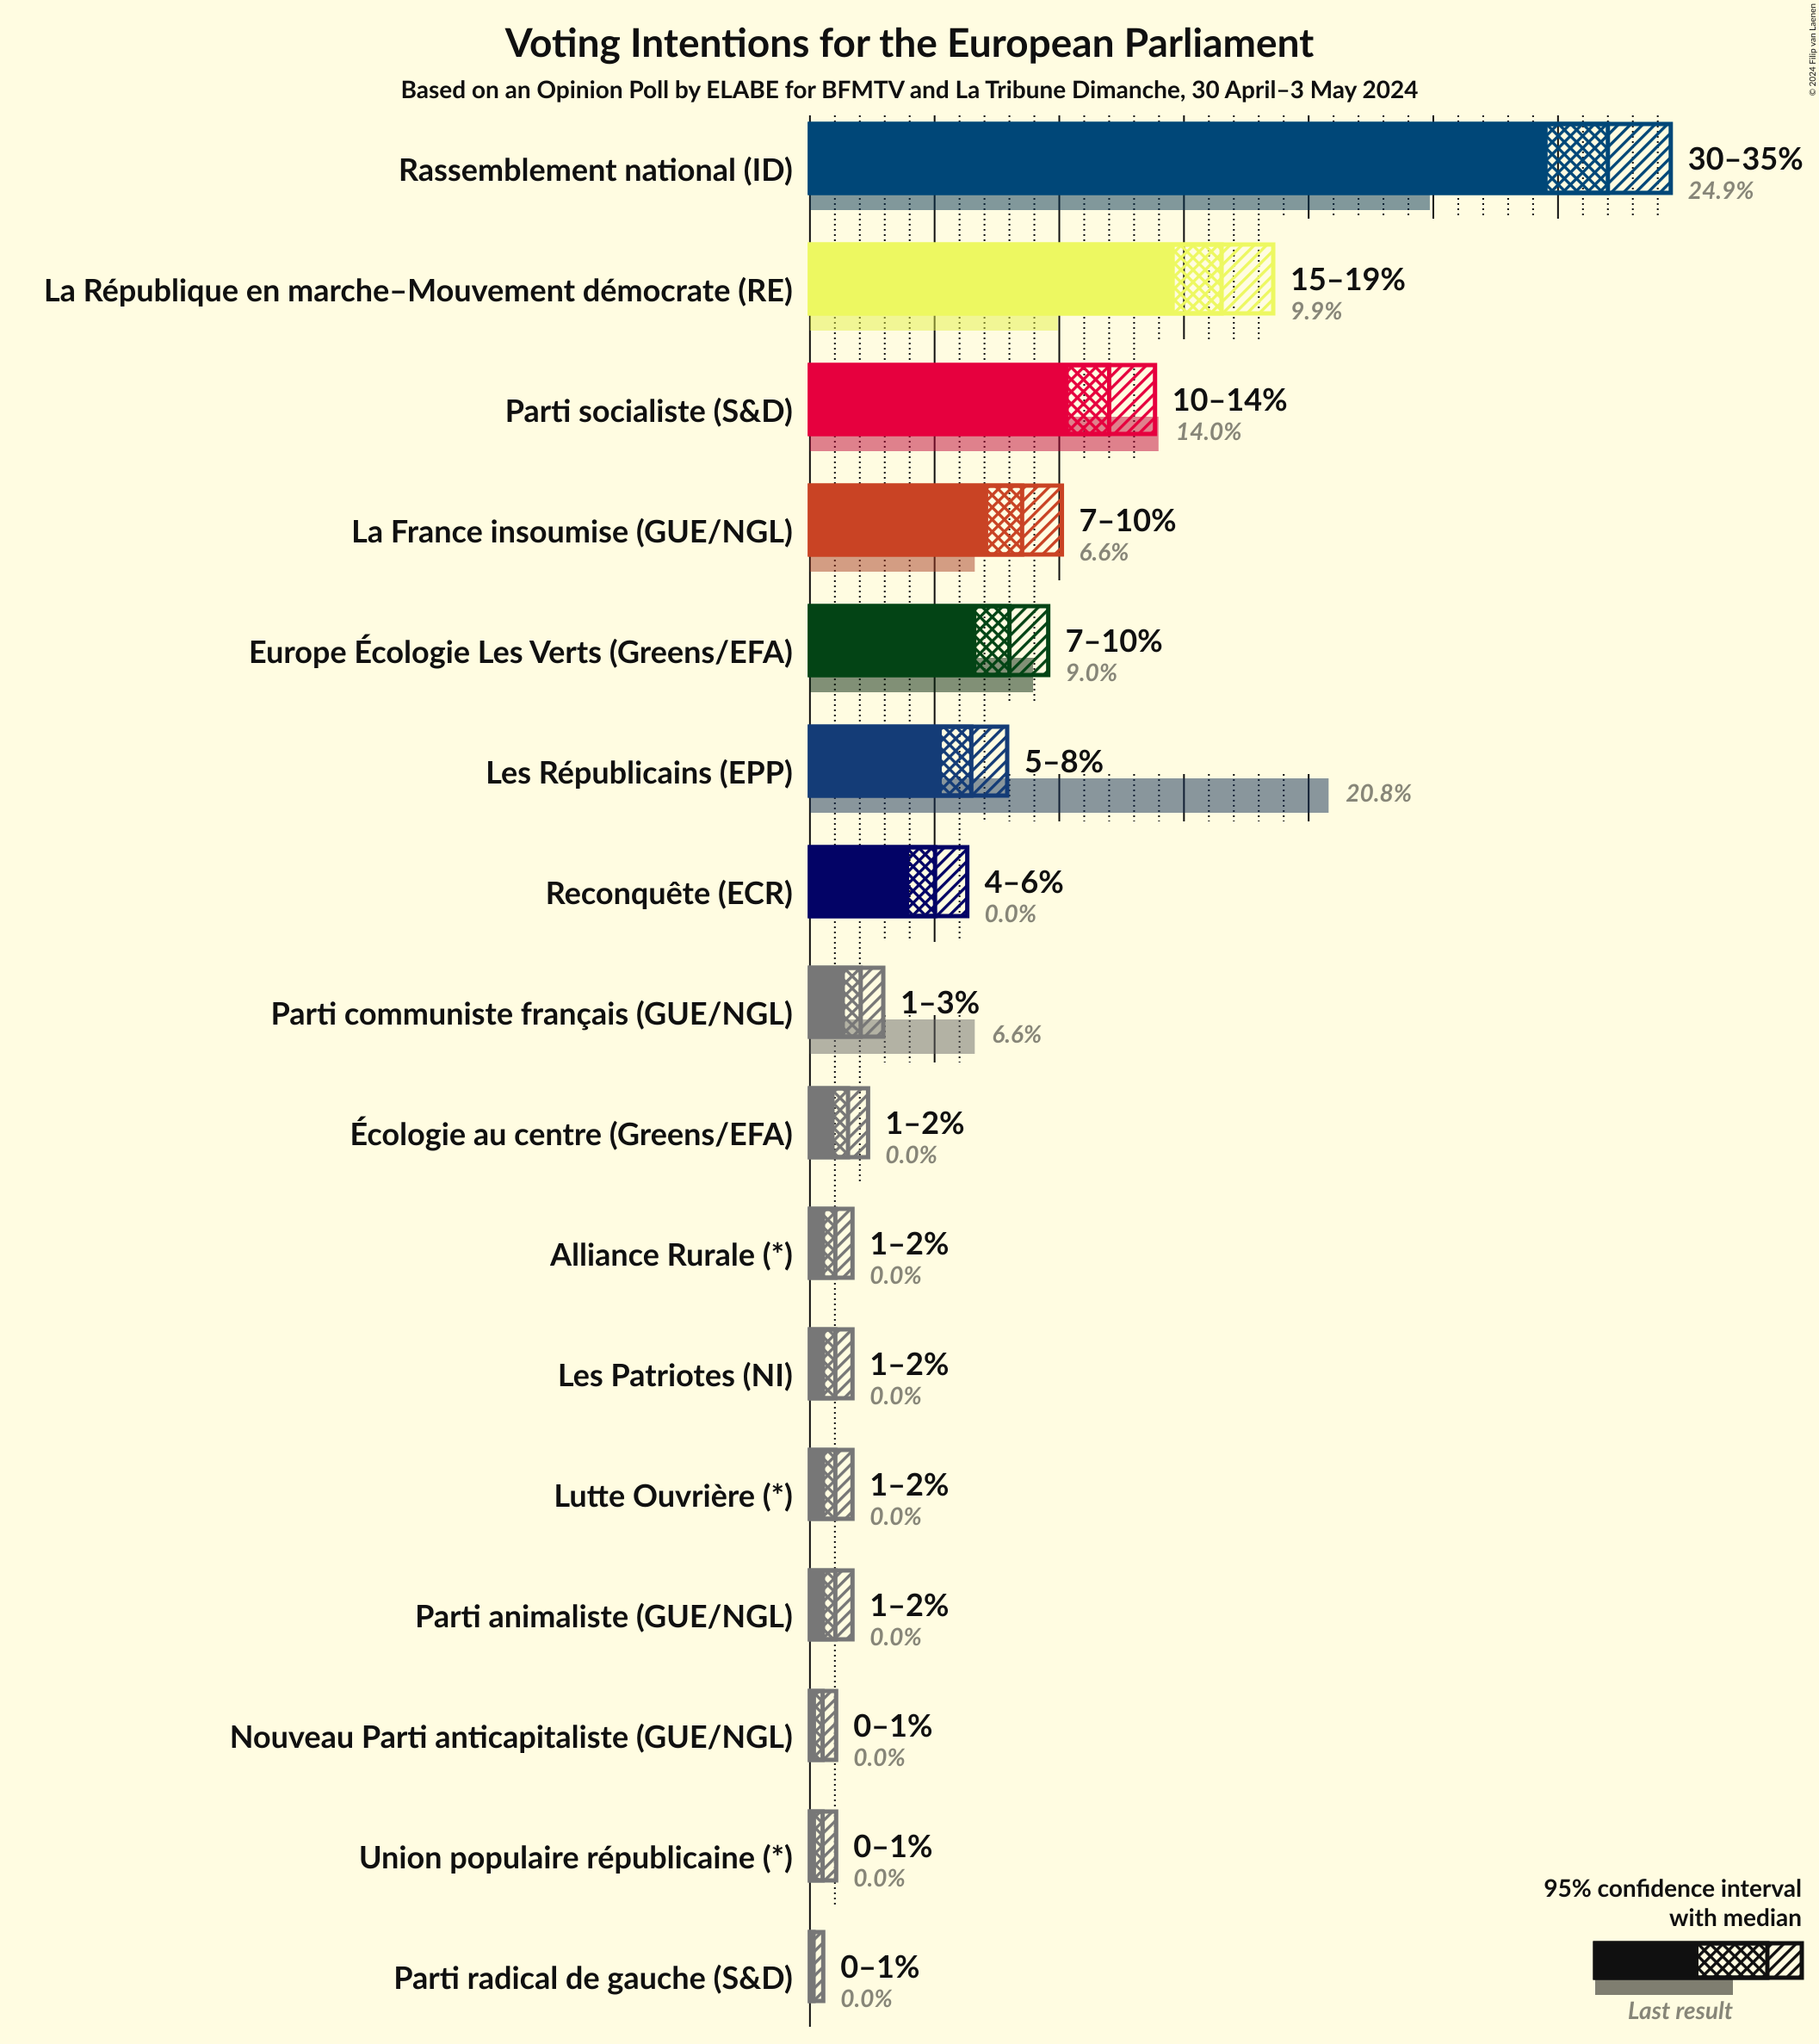 Voting Intentions for the European Parliament
Based on an Opinion Poll by ELABE for BFMTV and La Tribune Dimanche, 30 April–3 May 2024
© 2024 Filip van Laenen
Rassemblement national (ID)
30–35%
24.9%
La République en marche–Mouvement démocrate (RE)
15–19%
9.9%
Parti socialiste (S&D)
10–14%
14.0%
La France insoumise (GUE/NGL)
7–10%
6.6%
Europe Écologie Les Verts (Greens/EFA)
7–10%
9.0%
Les Républicains (EPP)
5–8%
20.8%
Reconquête (ECR)
4–6%
0.0%
Parti communiste français (GUE/NGL)
1–3%
6.6%
Écologie au centre (Greens/EFA)
1–2%
0.0%
Alliance Rurale (*)
1–2%
0.0%
Les Patriotes (NI)
1–2%
0.0%
Lutte Ouvrière (*)
1–2%
0.0%
Parti animaliste (GUE/NGL)
1–2%
0.0%
Nouveau Parti anticapitaliste (GUE/NGL)
0–1%
0.0%
Union populaire républicaine (*)
0–1%
0.0%
Parti radical de gauche (S&D)
0–1%
0.0%
95% confidence interval
with median
Last result